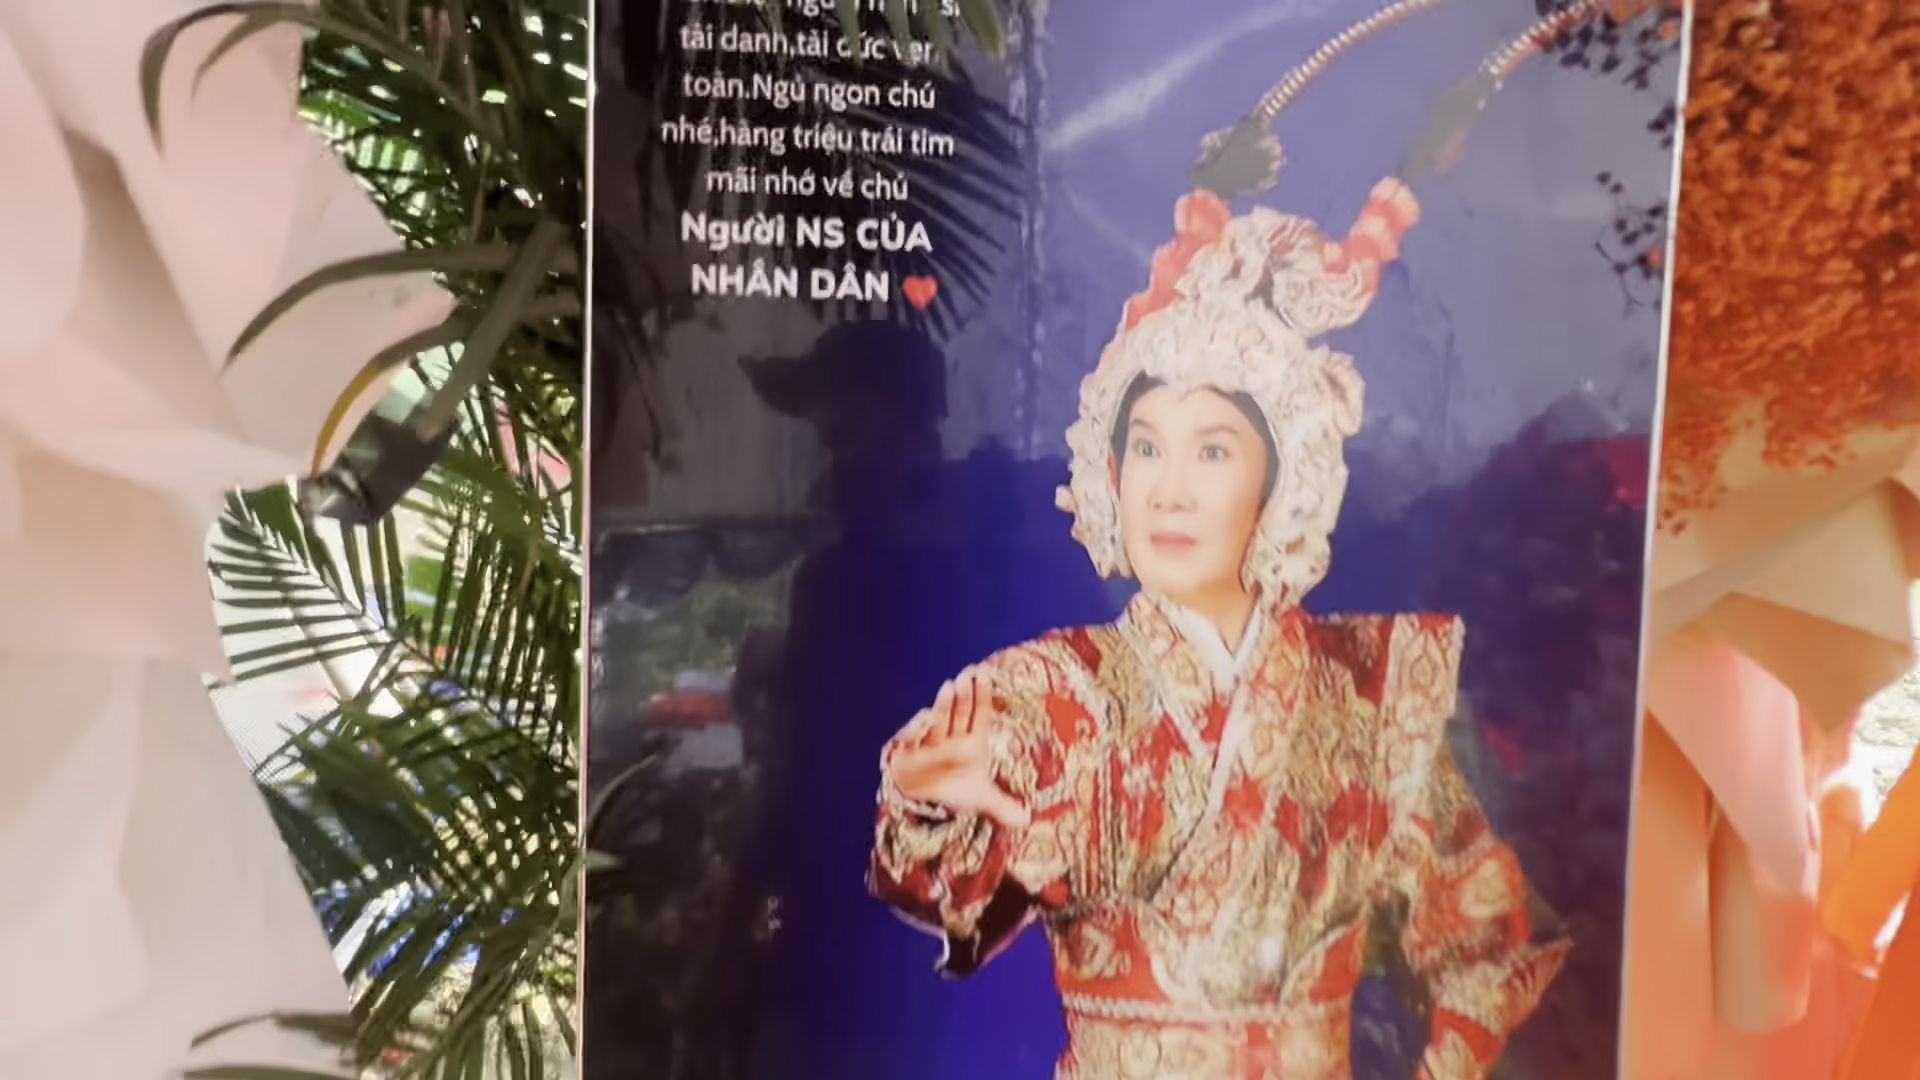 tài danh,tài đức vẹn
toàn.Ngủ ngon chú
nhé,hàng triệu trái tim
mãi nhớ về chú
Người NS CỦA
NHÂN DÂN ❤